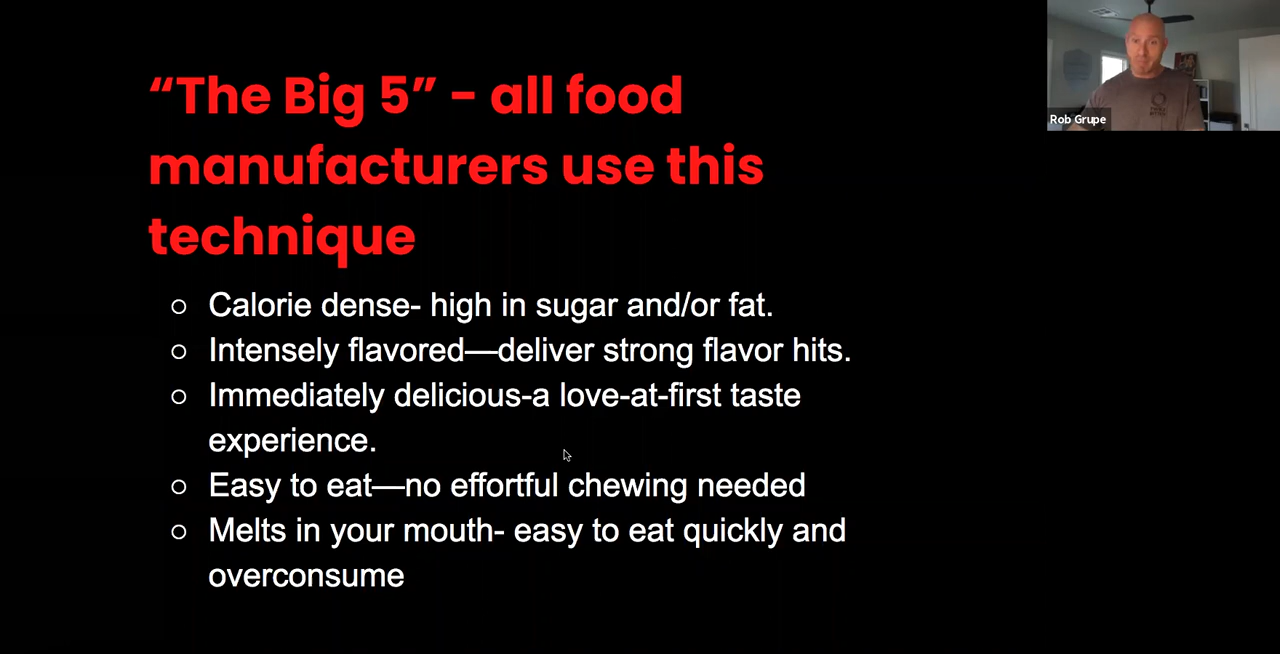 “The Big 5” - all food
manufacturers use this
technique
Calorie dense- high in sugar and/or fat.
Intensely flavored—deliver strong flavor hits.
Immediately delicious-a love-at-first taste
experience.
Easy to eat—no effortful chewing needed
Melts in your mouth- easy to eat quickly and
overconsume
Rob Grupe